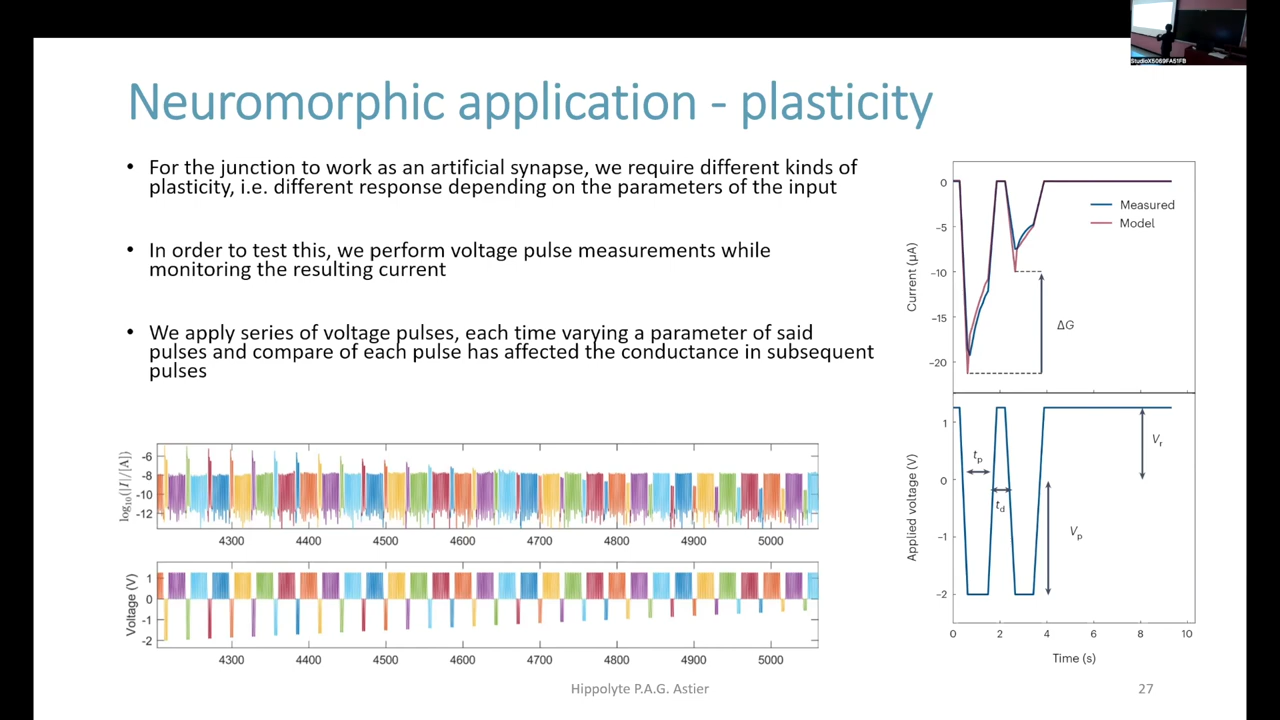 StudioX5069FA51FB
Neuromorphic application - plasticity
• For the junction to work as an artificial synapse, we require different kinds of
plasticity, i.e. different response depending on the parameters of the input
• In order to test this, we perform voltage pulse measurements while
monitoring the resulting current
• We apply series of voltage pulses, each time varying a parameter of said
pulses and compare of each pulse has affected the conductance in subsequent
pulses
log10(|I|/[A])
-6
-8
-10
-12
4300 4400 4500 4600 4700 4800 4900 5000
Voltage (V)
1
0
-1
-2
4300 4400 4500 4600 4700 4800 4900 5000
Current (µA)
0
−5
−10
−15
−20
Measured
Model
ΔG
Applied voltage (V)
1
0
−1
−2
tp
td
Vr
Vp
0 2 4 6 8 10
Time (s)
Hippolyte P.A.G. Astier
27